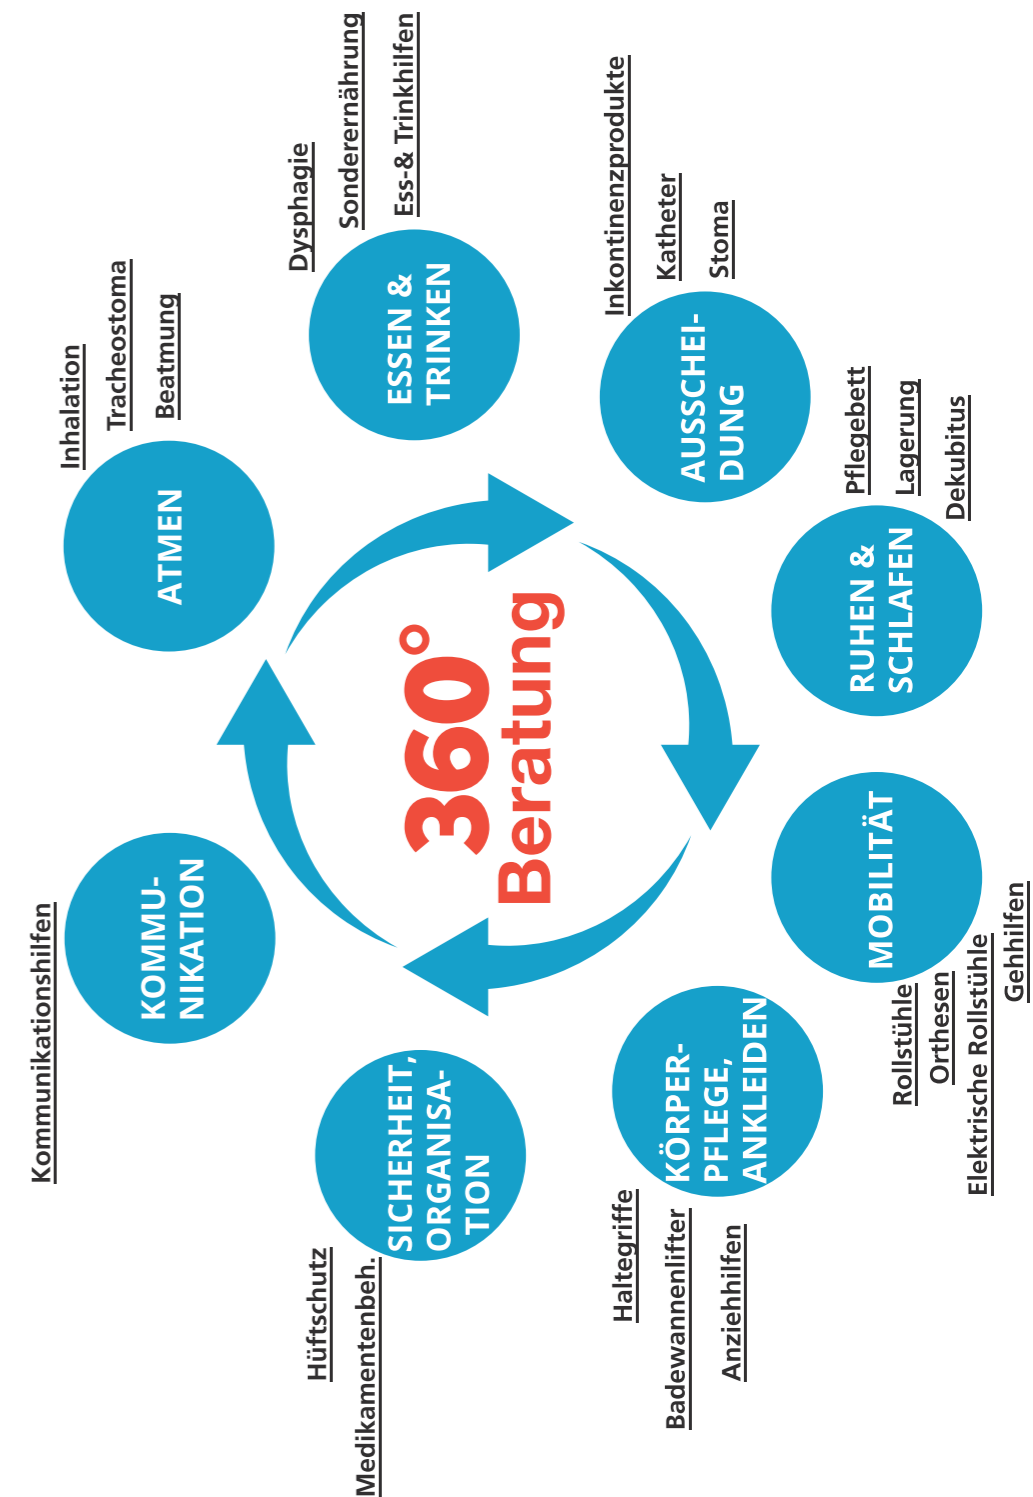 Kommunikationshilfen
KOMMU-
NIKATION
Inhalation
Tracheostoma
Beatmung
ATMEN
Dysphagie
Sonderernährung
Ess-& Trinkhilfen
ESSEN &
TRINKEN
Inkontinenzprodukte
Katheter
Stoma
AUSSCHEI-
DUNG
Pflegebett
Lagerung
Dekubitus
RUHEN &
SCHLAFEN
MOBILITÄT
Rollstühle
Orthesen
Elektrische Rollstühle
Gehhilfen
KÖRPER-
PFLEGE,
ANKLEIDEN
Haltegriffe
Badewannenlifter
Anziehhilfen
SICHERHEIT,
ORGANISA-
TION
Hüftschutz
Medikamentenbeh.
360°
Beratung